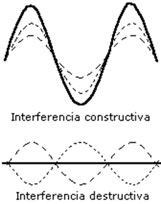 Interferencia constructiva
Interferencia destructiva